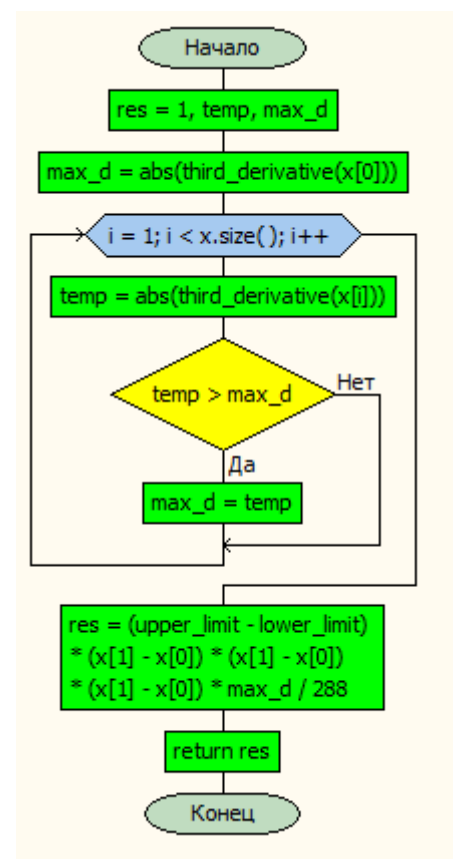 Начало
res = 1, temp, max_d
max_d = abs(third_derivative(x[0]))
i = 1; i < x.size(); i++
temp = abs(third_derivative(x[i]))
temp > max_d
Нет
Да
max_d = temp
res = (upper_limit - lower_limit)
* (x[1] - x[0]) * (x[1] - x[0])
* (x[1] - x[0]) * max_d / 288
return res
Конец